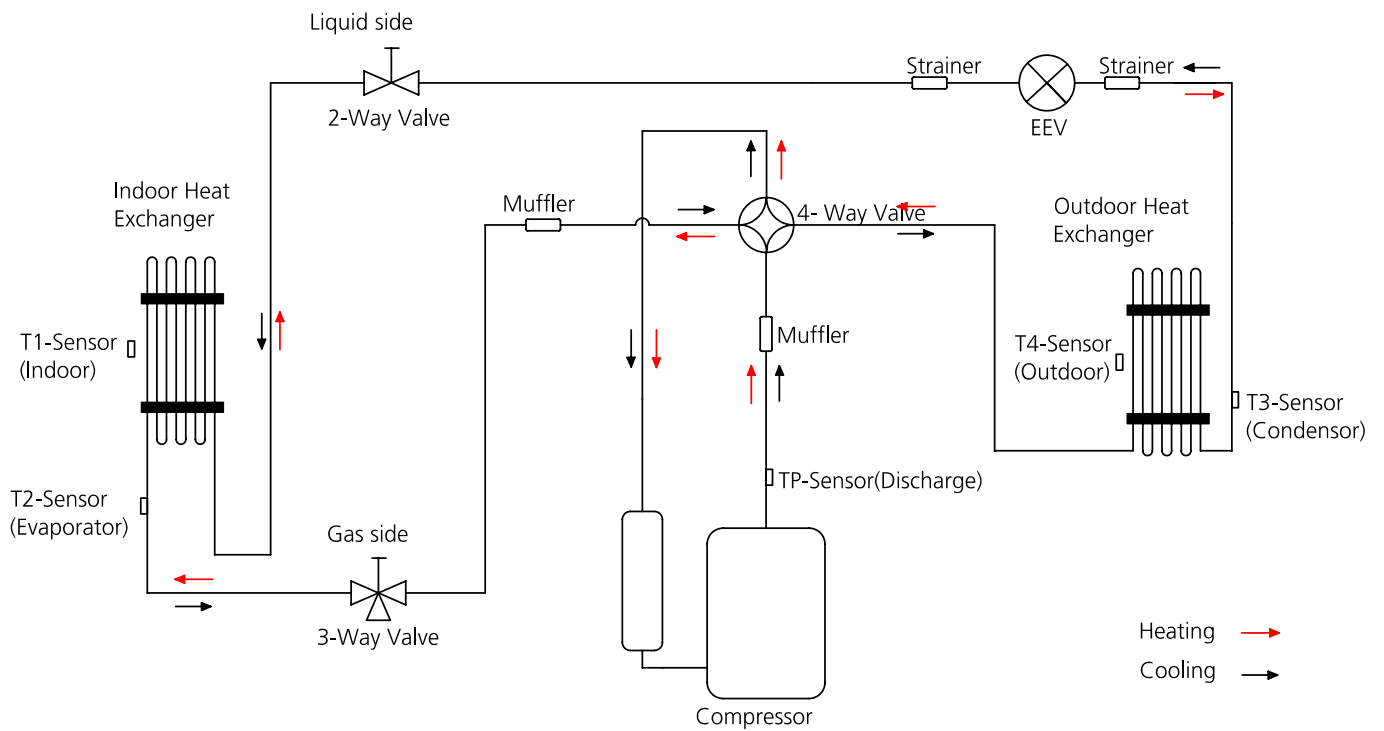 Liquid side
2-Way Valve
Strainer
EEV
Strainer
Indoor Heat
Exchanger
Muffler
4- Way Valve
Outdoor Heat
Exchanger
T1-Sensor
(Indoor)
Muffler
T4-Sensor
(Outdoor)
T3-Sensor
(Condensor)
T2-Sensor
(Evaporator)
TP-Sensor(Discharge)
Gas side
3-Way Valve
Compressor
Heating
Cooling